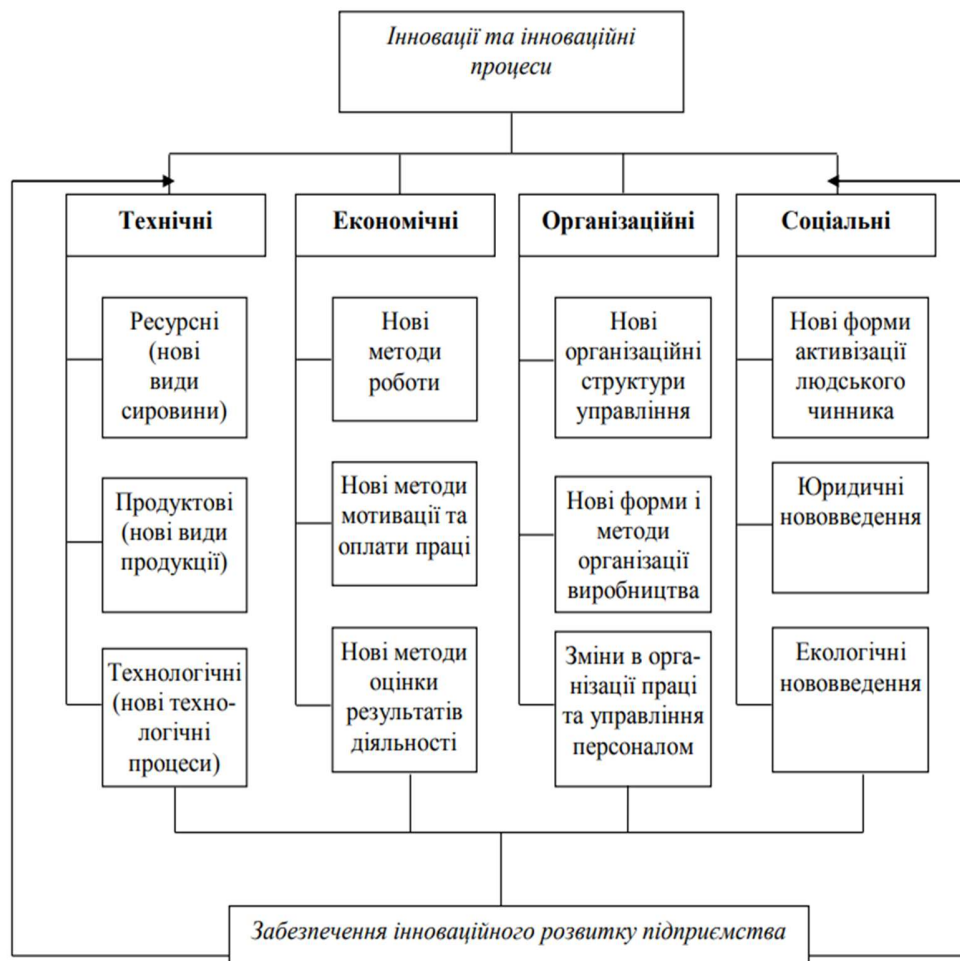 Інновації та інноваційні
процеси
Технічні
Економічні
Організаційні
Соціальні
Ресурсні
(нові
види
сировини)
Нові
методи
роботи
Нові
організаційні
структури
управління
Нові форми
активізації
людського
чинника
Продуктові
(нові види
продукції)
Нові методи
мотивації та
оплати праці
Нові форми і
методи
організації
виробництва
Юридичні
нововведення
Технологічні
(нові техно-
логічні
процеси)
Нові методи
оцінки
результатів
діяльності
Зміни в орга-
нізації праці
та управління
персоналом
Екологічні
нововведення
Забезпечення інноваційного розвитку підприємства